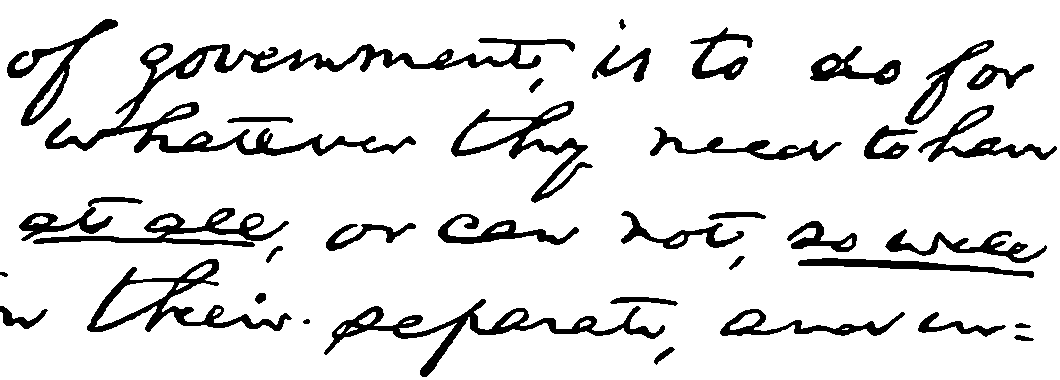 of government, is to do for
whatever they need to have
at all, or can not, so well
n their separate, and in=